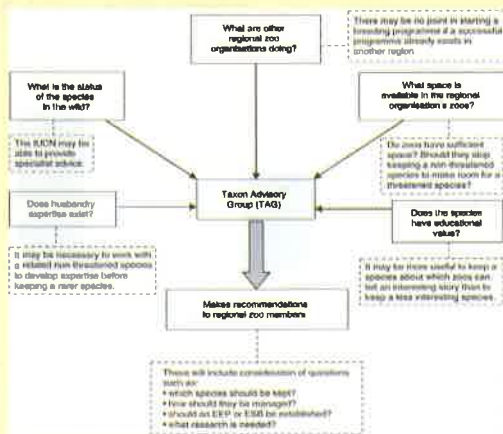 What are other
regional zoo
organisations doing?
There may be no point in starting a
breeding programme if a successful
programme already exists in
another region.
What is the status
of the species
in the wild?
What space is
available in the regional
organisation s zoos?
The IUCN may be
able to provide
specialist advice.
Do zoos have sufficient
space? Should they stop
keeping a non threatened
species to make room for a
threatened species?
Taxon Advisory
Group (TAG)
Does husbandry
expertise exist?
Does the species
have educational
value?
It may be necessary to work with
a related non threatened species
to develop expertise before
keeping a rarer species.
It may be more useful to keep a
species about which zoos can
tell an interesting story than to
keep a less interesting species.
Makes recommendations
to regional zoo members
These will include consideration of questions
such as:
• which species should be kept?
• how should they be managed?
• should an EEP or ESB be established?
• what research is needed?